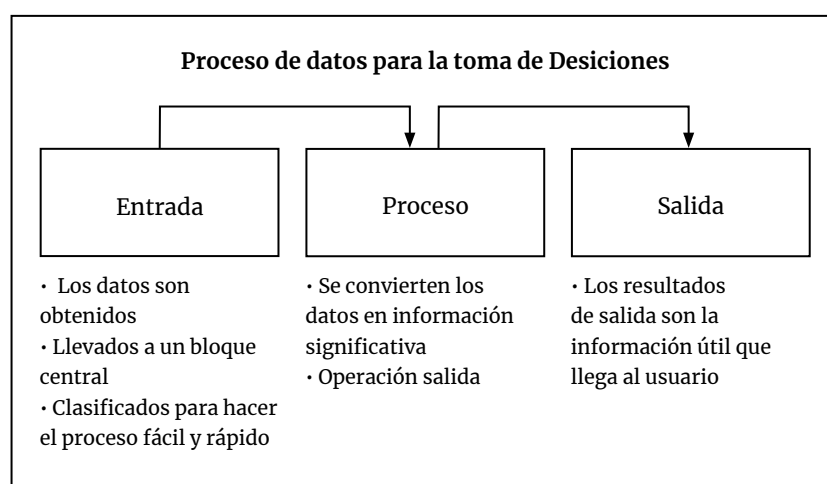 Proceso de datos para la toma de Desiciones
Entrada
Proceso
Salida
· Los datos son
obtenidos
· Llevados a un bloque
central
· Clasificados para hacer
el proceso fácil y rápido
· Se convierten los
datos en información
significativa
· Operación salida
· Los resultados
de salida son la
información útil que
llega al usuario